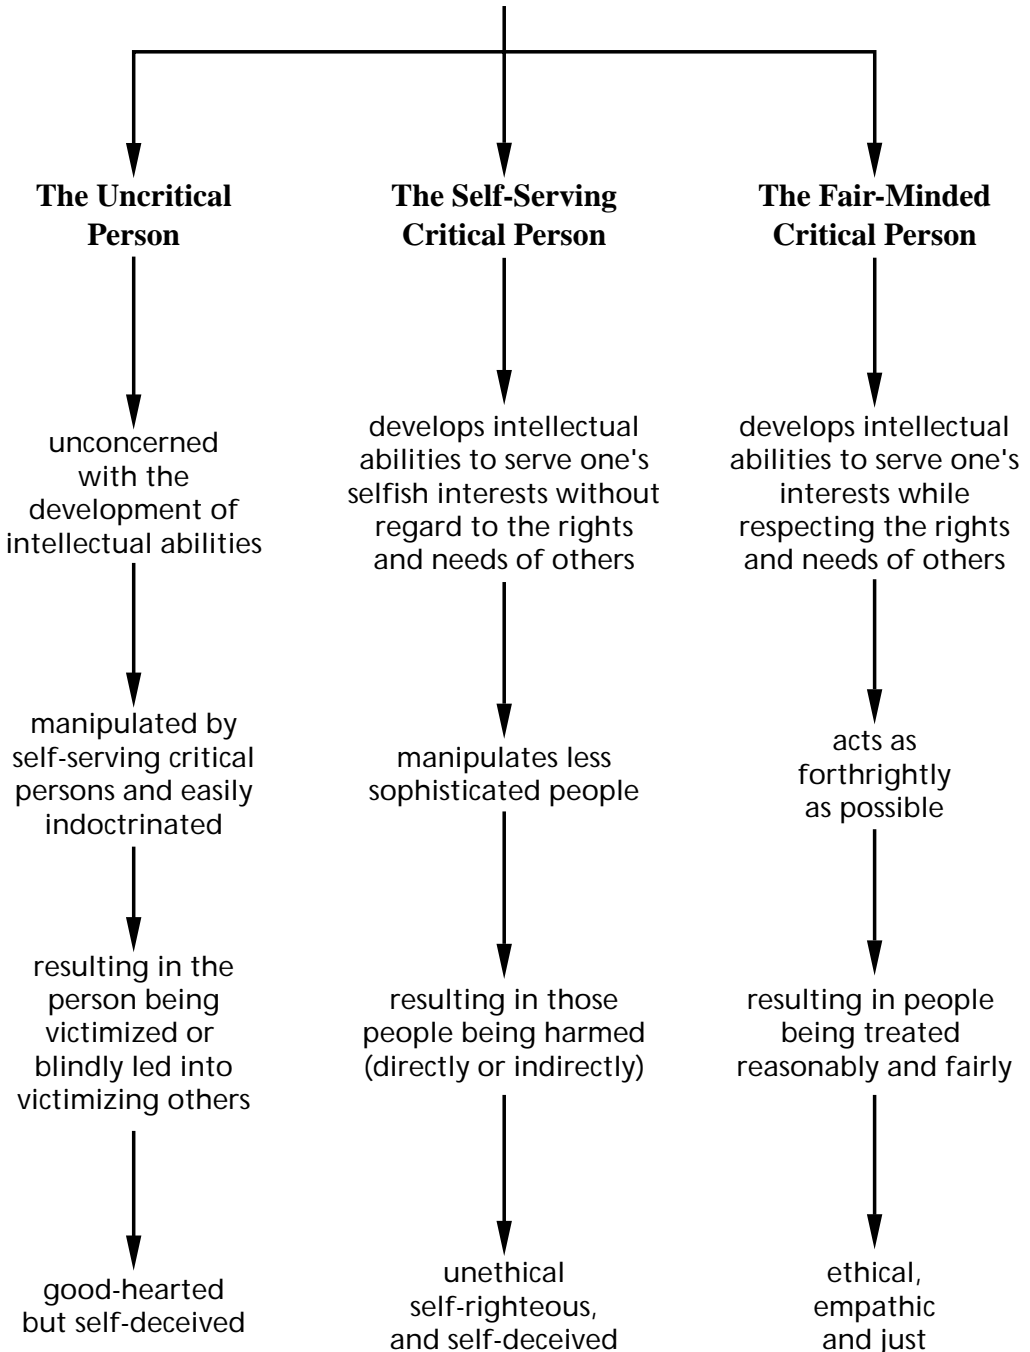 The Uncritical
Person
unconcerned
with the
development of
intellectual abilities
manipulated by
self-serving critical
persons and easily
indoctrinated
resulting in the
person being
victimized or
blindly led into
victimizing others
good-hearted
but self-deceived
The Self-Serving
Critical Person
develops intellectual
abilities to serve one's
selfish interests without
regard to the rights
and needs of others
manipulates less
sophisticated people
resulting in those
people being harmed
(directly or indirectly)
unethical
self-righteous,
and self-deceived
The Fair-Minded
Critical Person
develops intellectual
abilities to serve one's
interests while
respecting the rights
and needs of others
acts as
forthrightly
as possible
resulting in people
being treated
reasonably and fairly
ethical,
empathic
and just